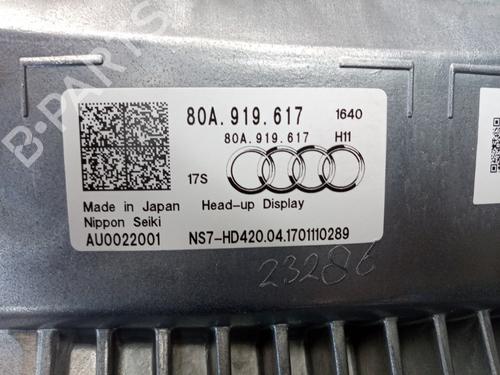 B-PARTS
80A.919.617 1640
80A.919.617 H11
17S
Made in Japan Head-up Display
Nippon Seiki
AU0022001 NS7-HD420.04.1701110289
23286